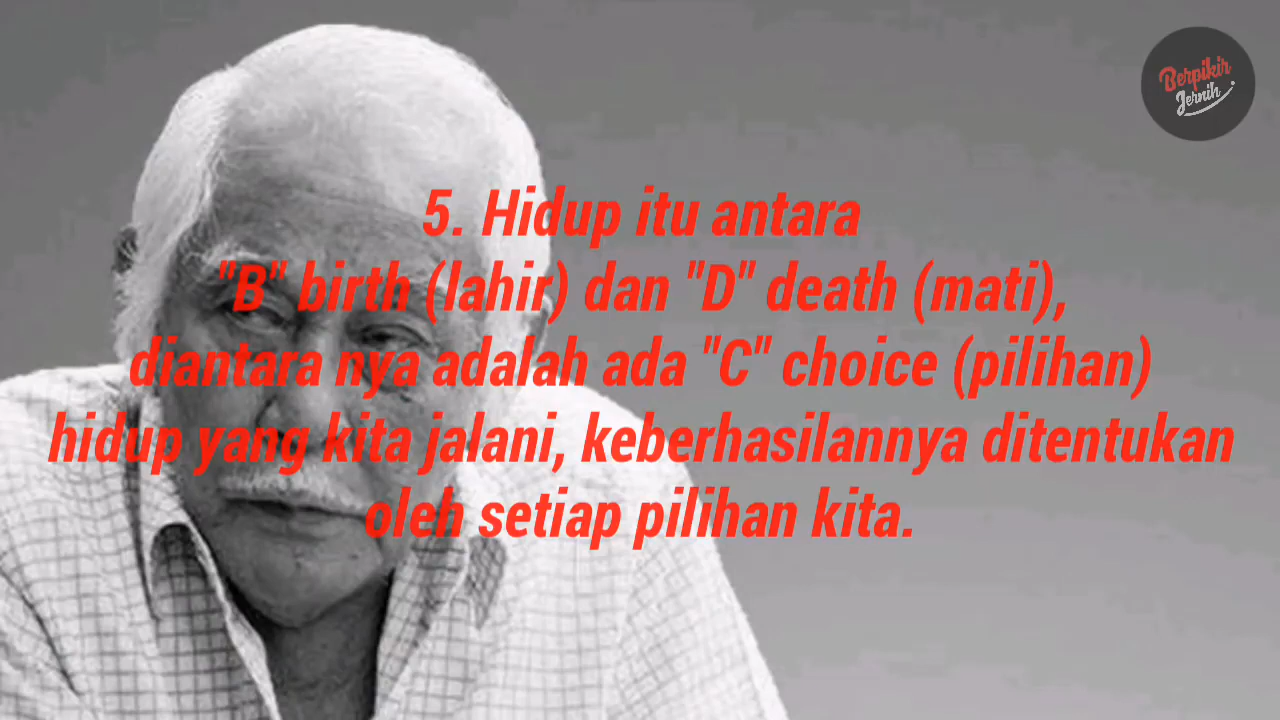 Berpikir
Jernih
5. Hidup itu antara
"B" birth (lahir) dan "D" death (mati),
diantara nya adalah ada "C" choice (pilihan)
hidup yang kita jalani, keberhasilannya ditentukan
oleh setiap pilihan kita.